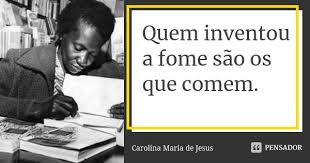 Quem inventou
a fome são os
que comem.
Carolina Maria de Jesus
PENSADOR